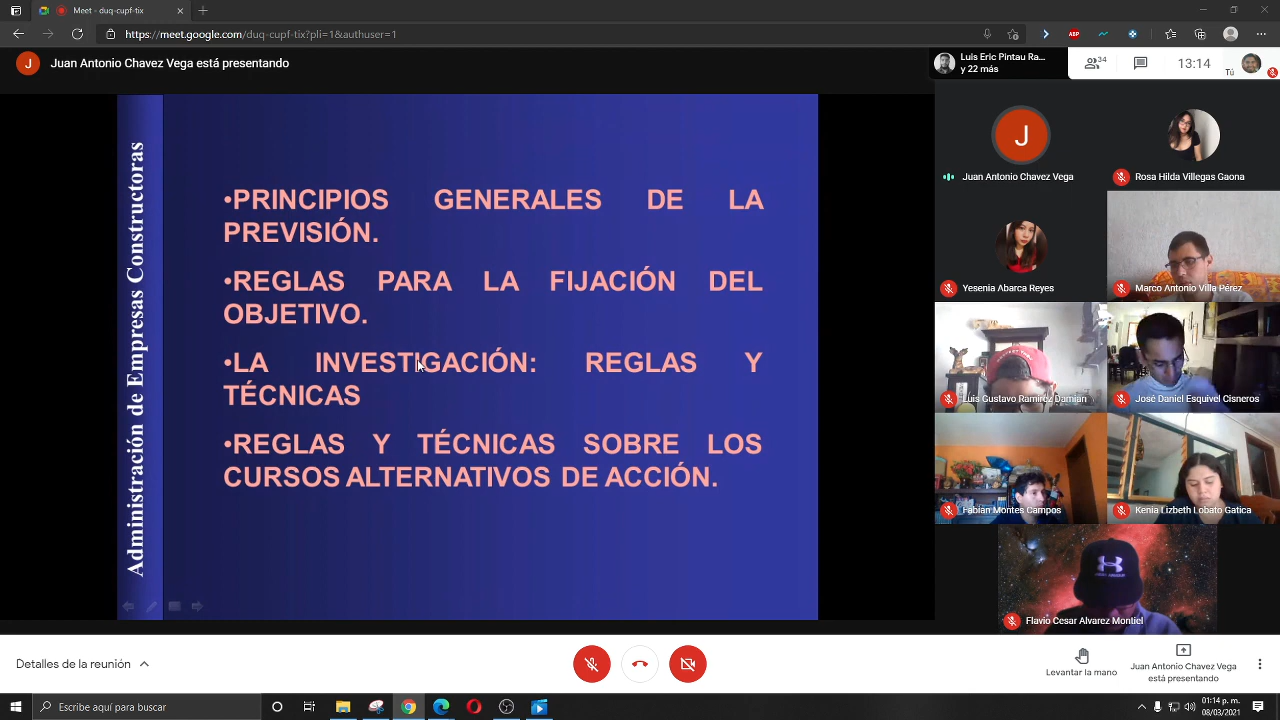 Meet - duq-cupf-tix
https://meet.google.com/duq-cupf-tix?pli=1&authuser=1
ABP
J Juan Antonio Chavez Vega está presentando
Luis Eric Pintau Ra...
y 22 más
34
13:14
Tú
Administración de Empresas Constructoras
•PRINCIPIOS GENERALES DE LA
PREVISIÓN.
•REGLAS PARA LA FIJACIÓN DEL
OBJETIVO.
•LA INVESTIGACIÓN: REGLAS Y
TÉCNICAS
•REGLAS Y TÉCNICAS SOBRE LOS
CURSOS ALTERNATIVOS DE ACCIÓN.
J
Juan Antonio Chavez Vega
Rosa Hilda Villegas Gaona
Yesenia Abarca Reyes
Marco Antonio Villa Pérez
Luis Gustavo Ramirez Damian
José Daniel Esquivel Cisneros
Fabian Montes Campos
Kenia Lizbeth Lobato Gatica
Flavio Cesar Alvarez Montiel
Detalles de la reunión
Levantar la mano
Juan Antonio Chavez Vega
está presentando
Escribe aquí para buscar
01:14 p. m.
08/03/2021